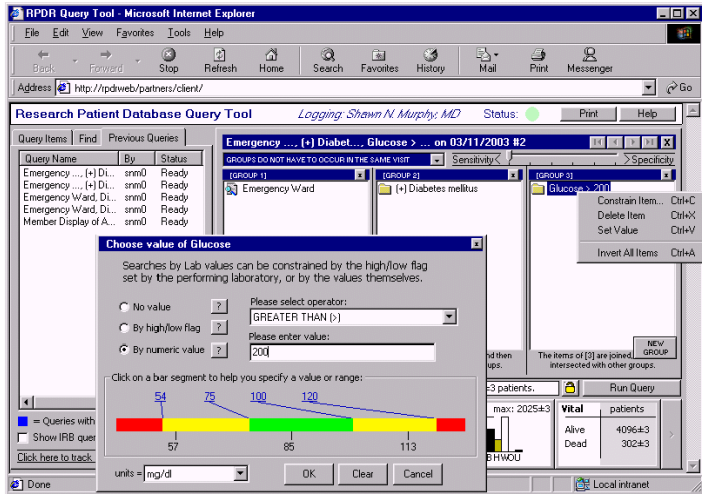 RPDR Query Tool - Microsoft Internet Explorer
File Edit View Favorites Tools Help
Back Forward Stop Refresh Home Search Favorites History Mail Print Messenger
Address http://rpdrweb/partners/client/ Go
Research Patient Database Query Tool Logging: Shawn N. Murphy, MD Status: Print Help
Query Items Find Previous Queries
Emergency ..., (+) Diabet..., Glucose > ... on 03/11/2003 #2 X
Query Name By Status
GROUPS DO NOT HAVE TO OCCUR IN THE SAME VISIT Sensitivity Specificity
Emergency ..., (+) Di... snm0 Ready
Emergency ..., (+) Di... snm0 Ready
Emergency Ward, Di... snm0 Ready
Emergency Ward, Di... snm0 Ready
Member Display of A... snm0 Ready
[GROUP 1] x [GROUP 2] x [GROUP 3] x
Emergency Ward (+) Diabetes mellitus Glucose > 200
Constrain Item... Ctrl+C
Delete Item Ctrl+X
Set Value Ctrl+V
Invert All Items Ctrl+A
Choose value of Glucose x
Searches by Lab values can be constrained by the high/low flag
set by the performing laboratory, or by the values themselves.
No value ?
By high/low flag ?
By numeric value ?
Please select operator:
GREATER THAN (>)
Please enter value:
200
Click on a bar segment to help you specify a value or range:
54 75 100 120
57 85 113
units = mg/dl OK Clear Cancel
nd then
ups.
The items of [3] are joined,
intersected with other groups.
NEW
GROUP
=3 patients. Run Query
max: 2025±3
BHWOU
Vital patients
Alive 4096±3
Dead 302±3
>
= Queries with
Show IRB quer
Click here to track
Done Local intranet